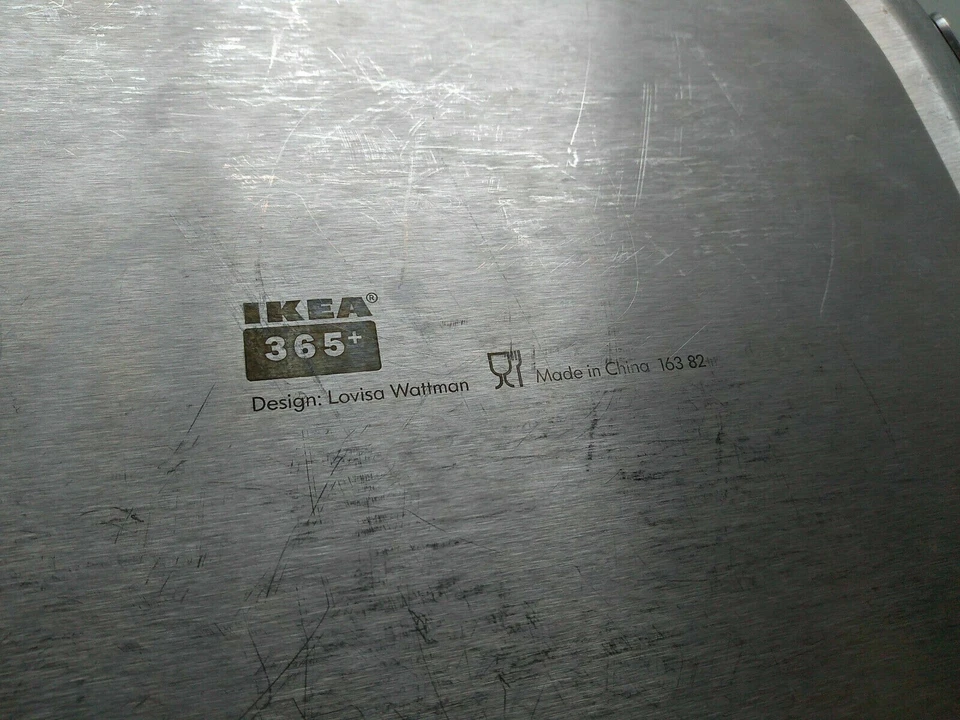 IKEA®
365+
Design: Lovisa Wattman
Made in China 163 82